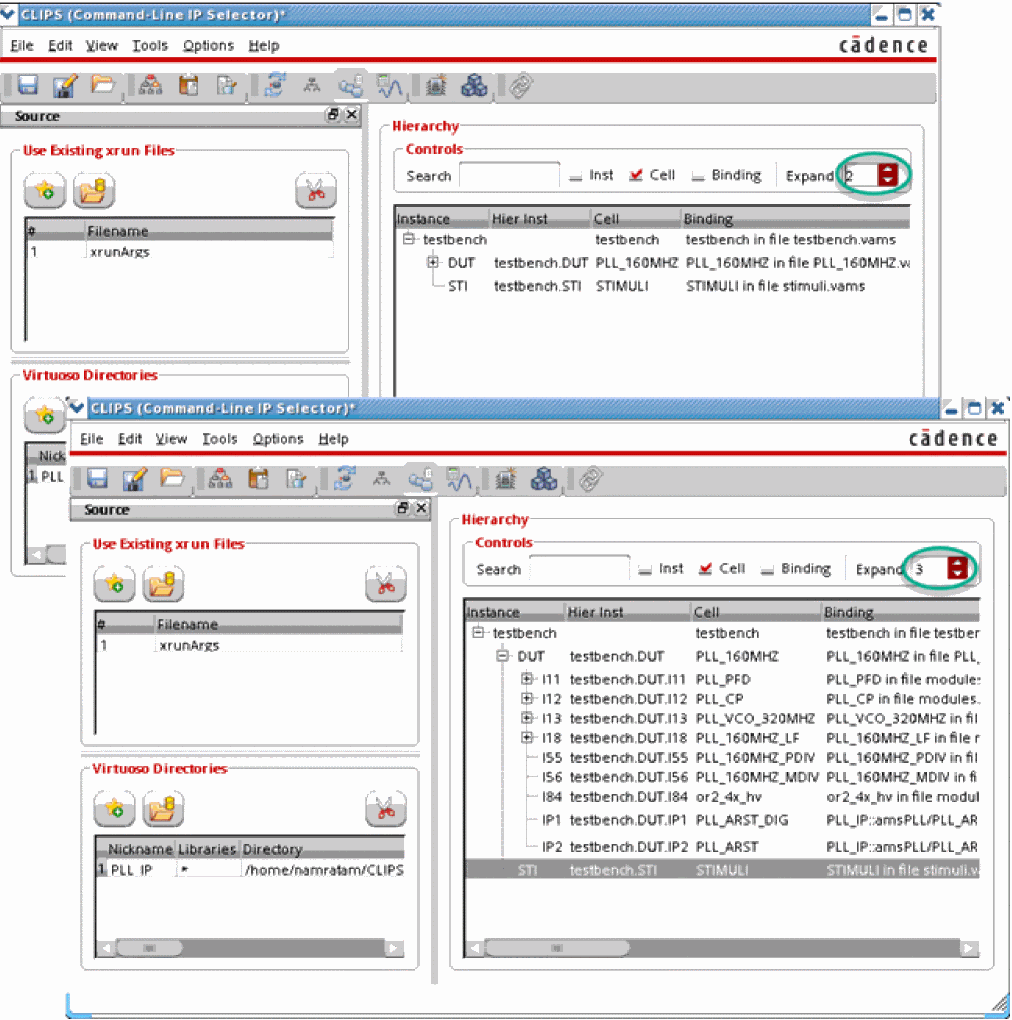 CLIPS (Command-Line IP Selector)*
File Edit View Tools Options Help
cādence
Source
Use Existing xrun Files
# Filename
1 xrunArgs
Virtuoso Directories
Nick
1 PLL
Hierarchy
Controls
Search Inst Cell Binding Expand 2
Instance Hier Inst Cell Binding
testbench testbench testbench in file testbench.vams
DUT testbench.DUT PLL_160MHZ PLL_160MHZ in file PLL_160MHZ.va
STI testbench.STI STIMULI STIMULI in file stimuli.vams
CLIPS (Command-Line IP Selector)*
File Edit View Tools Options Help
cādence
Source
Use Existing xrun Files
# Filename
1 xrunArgs
Virtuoso Directories
Nickname Libraries Directory
1 PLL_IP * /home/namratam/CLIPS
Hierarchy
Controls
Search Inst Cell Binding Expand 3
Instance Hier Inst Cell Binding
testbench testbench testbench in file testber
DUT testbench.DUT PLL_160MHZ PLL_160MHZ in file PLL_
I11 testbench.DUT.I11 PLL_PFD PLL_PFD in file module:
I12 testbench.DUT.I12 PLL_CP PLL_CP in file modules.
I13 testbench.DUT.I13 PLL_VCO_320MHZ PLL_VCO_320MHZ in fil
I18 testbench.DUT.I18 PLL_160MHZ_LF PLL_160MHZ_LF in file r
I55 testbench.DUT.I55 PLL_160MHZ_PDIV PLL_160MHZ_PDIV in fil
I56 testbench.DUT.I56 PLL_160MHZ_MDIV PLL_160MHZ_MDIV in fi
I84 testbench.DUT.I84 or2_4x_hv or2_4x_hv in file modul
IP1 testbench.DUT.IP1 PLL_ARST_DIG PLL_IP::amsPLL/PLL_AR
IP2 testbench.DUT.IP2 PLL_ARST PLL_IP::amsPLL/PLL_AR
STI testbench.STI STIMULI STIMULI in file stimuli.va